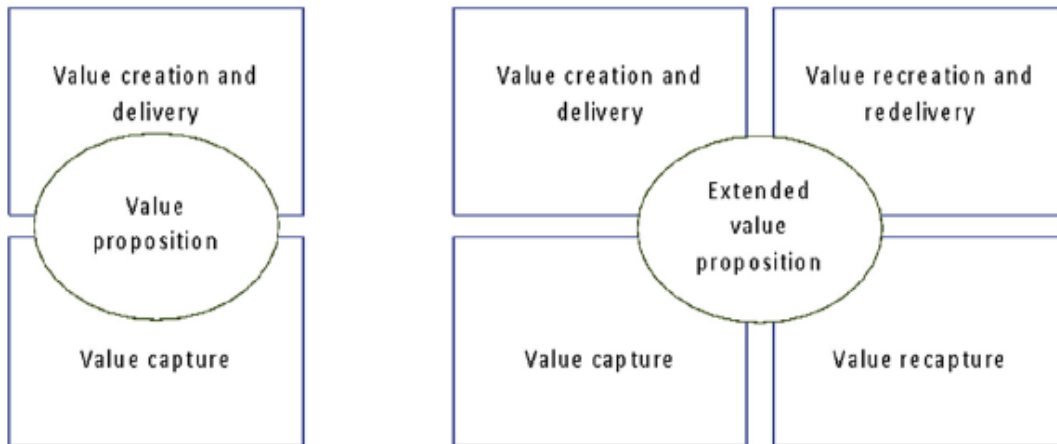 Value creation and
delivery
Value
proposition
Value capture
Value creation and
delivery
Value recreation and
redelivery
Extended
value
proposition
Value capture
Value recapture